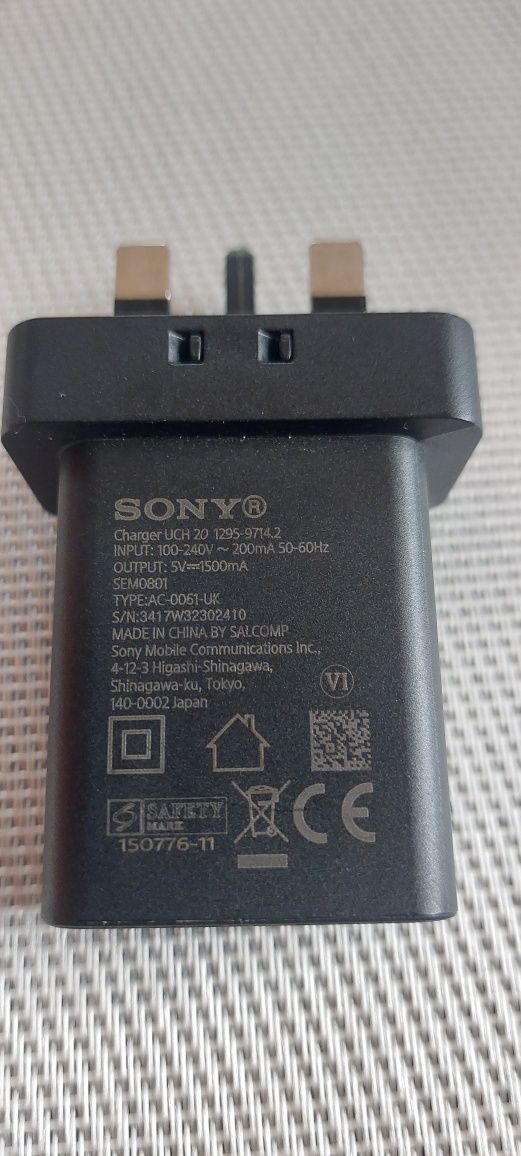 SONY®
Charger UCH 20 1295-9714.2
INPUT: 100-240V ~ 200mA 50-60Hz
OUTPUT: 5V⎓1500mA
SEM0801
TYPE:AC-0061-UK
S/N:3417W32302410
MADE IN CHINA BY SALCOMP
Sony Mobile Communications Inc.,
4-12-3 Higashi-Shinagawa,
Shinagawa-ku, Tokyo,
140-0002 Japan
VI
S SAFETY
MARK
CE
150776-11